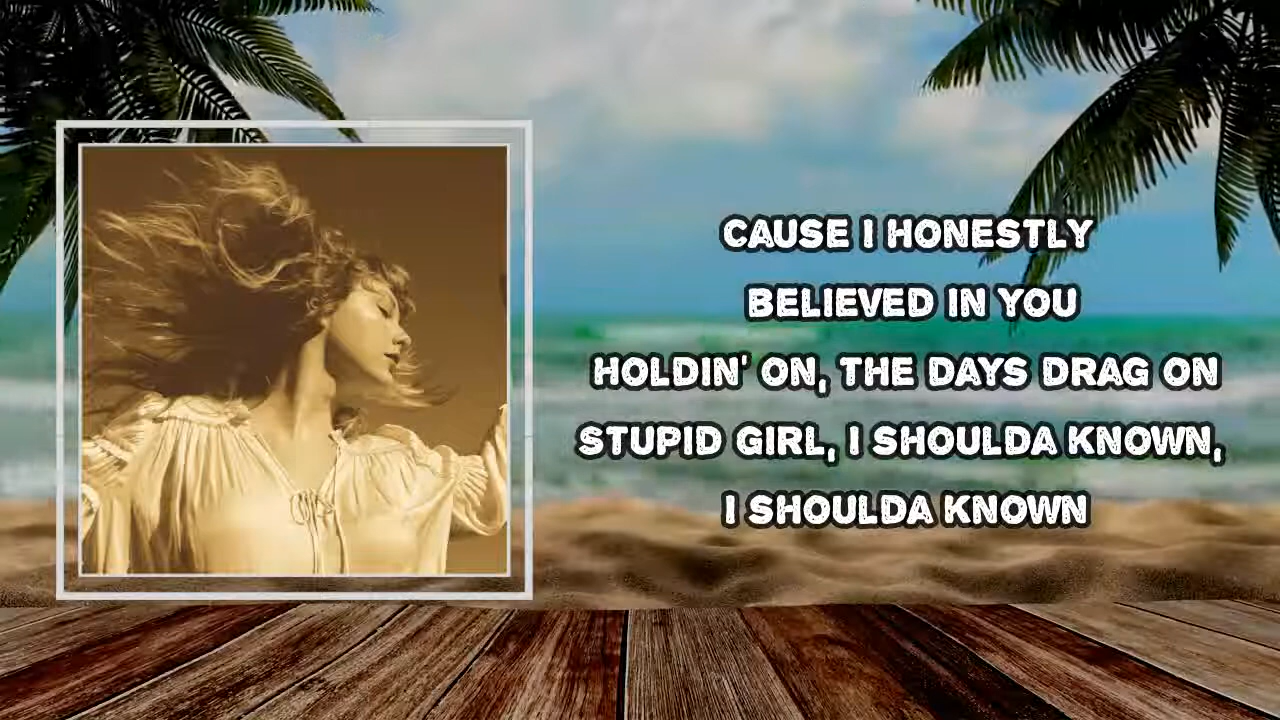 CAUSE I HONESTLY
BELIEVED IN YOU
HOLDIN' ON, THE DAYS DRAG ON
STUPID GIRL, I SHOULDA KNOWN,
I SHOULDA KNOWN